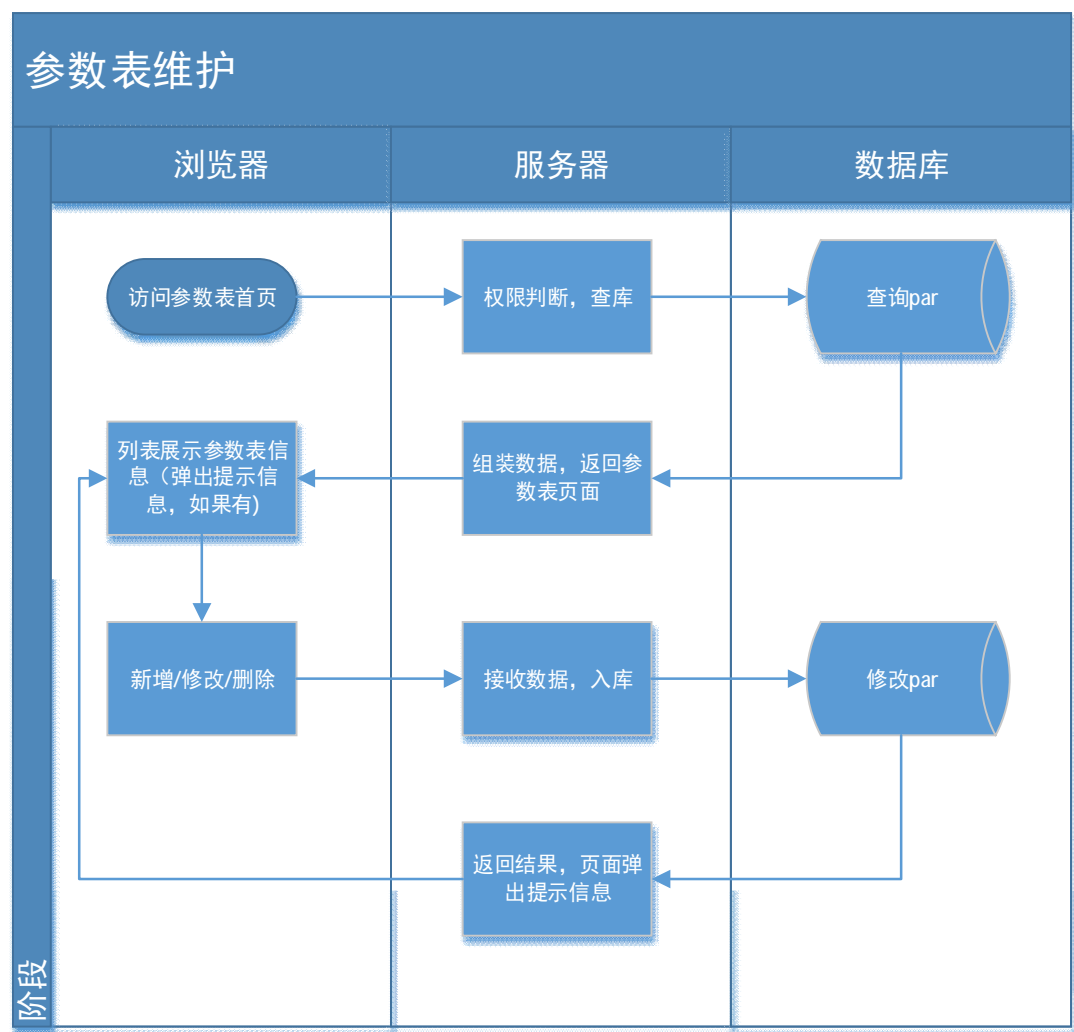 参数表维护
浏览器
服务器
数据库
访问参数表首页
权限判断，查库
查询par
列表展示参数表信
息（弹出提示信
息，如果有)
组装数据，返回参
数表页面
新增/修改/删除
接收数据，入库
修改par
返回结果，页面弹
出提示信息
阶段